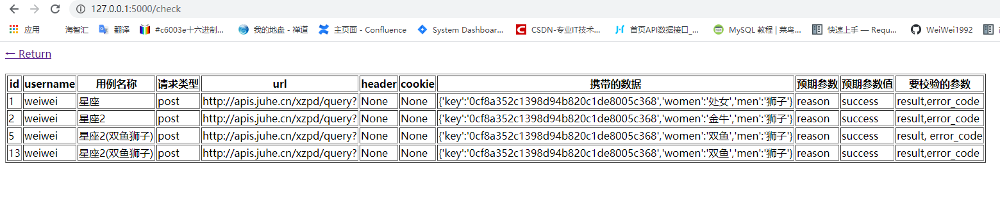 127.0.0.1:5000/check
应用 海智汇 翻译 #c6003e十六进制... 我的地盘 - 禅道 主页面 - Confluence System Dashboar... CSDN-专业IT技术... 首页API数据接口_... MySQL 教程 | 菜鸟... 快速上手 — Requ... WeiWei1992
← Return
id username 用例名称 请求类型 url header cookie 携带的数据 预期参数 预期参数值 要校验的参数
1 weiwei 星座 post http://apis.juhe.cn/xzpd/query? None None {'key':'0cf8a352c1398d94b820c1de8005c368','women':'处女','men':'狮子'} reason success result,error_code
2 weiwei 星座2 post http://apis.juhe.cn/xzpd/query? None None {'key':'0cf8a352c1398d94b820c1de8005c368','women':'金牛','men':'狮子'} reason success result,error_code
5 weiwei 星座2(双鱼狮子) post http://apis.juhe.cn/xzpd/query? None None {'key':'0cf8a352c1398d94b820c1de8005c368','women':'双鱼','men':'狮子'} reason success result, error_code
13 weiwei 星座2(双鱼狮子) post http://apis.juhe.cn/xzpd/query? None None {'key':'0cf8a352c1398d94b820c1de8005c368','women':'双鱼','men':'狮子'} reason success result,error_code